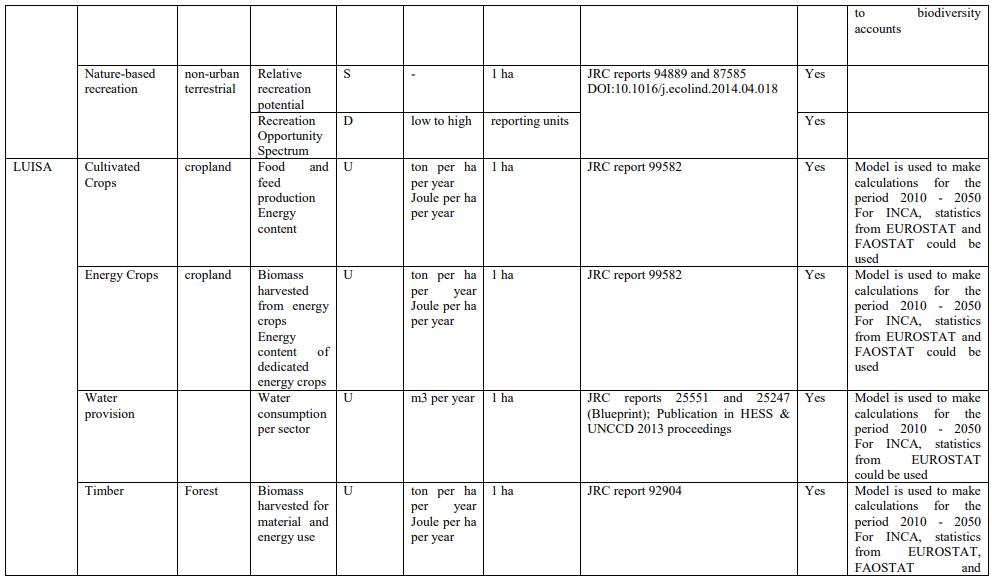 to biodiversity
accounts
Nature-based
recreation
non-urban
terrestrial
Relative
recreation
potential
S
-
1 ha
JRC reports 94889 and 87585
DOI:10.1016/j.ecolind.2014.04.018
Yes
Recreation
Opportunity
Spectrum
D
low to high
reporting units
Yes
LUISA
Cultivated
Crops
cropland
Food and
feed
production
Energy
content
U
ton per ha
per year
Joule per ha
per year
1 ha
JRC report 99582
Yes
Model is used to make
calculations for the
period 2010 - 2050
For INCA, statistics
from EUROSTAT and
FAOSTAT could be
used
Energy Crops
cropland
Biomass
harvested
from energy
crops
Energy
content of
dedicated
energy crops
U
ton per ha
per year
Joule per ha
per year
1 ha
JRC report 99582
Yes
Model is used to make
calculations for the
period 2010 - 2050
For INCA, statistics
from EUROSTAT and
FAOSTAT could be
used
Water
provision
Water
consumption
per sector
U
m3 per year
1 ha
JRC reports 25551 and 25247
(Blueprint); Publication in HESS &
UNCCD 2013 proceedings
Yes
Model is used to make
calculations for the
period 2010 - 2050
For INCA, statistics
from EUROSTAT
could be used
Timber
Forest
Biomass
harvested for
material and
energy use
U
ton per ha
per year
Joule per ha
per year
1 ha
JRC report 92904
Yes
Model is used to make
calculations for the
period 2010 - 2050
For INCA, statistics
from EUROSTAT,
FAOSTAT and